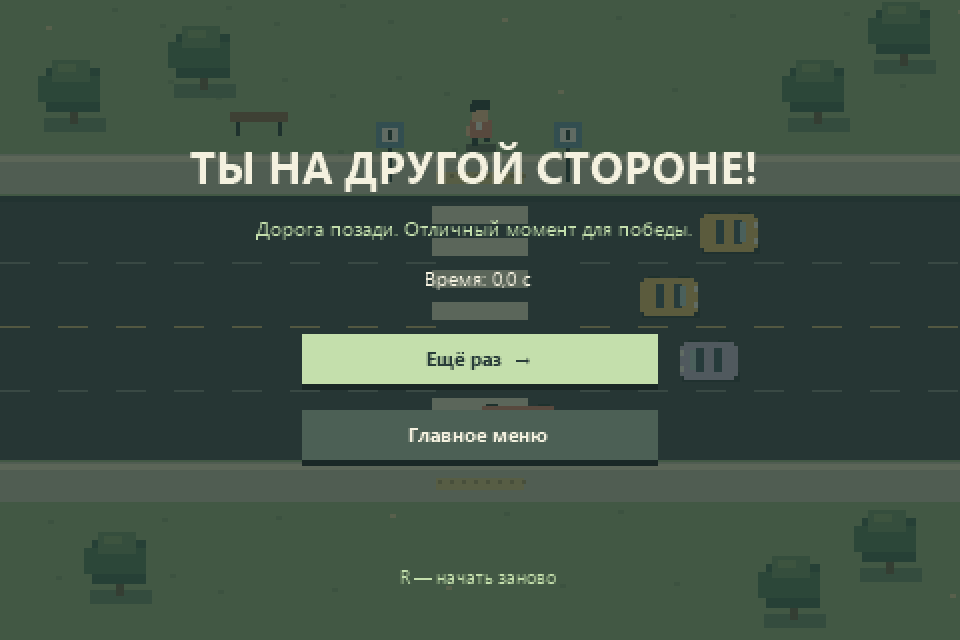 ТЫ НА ДРУГОЙ СТОРОНЕ!
Дорога позади. Отличный момент для победы.
Время: 0,0 с
Ещё раз →
Главное меню
R — начать заново